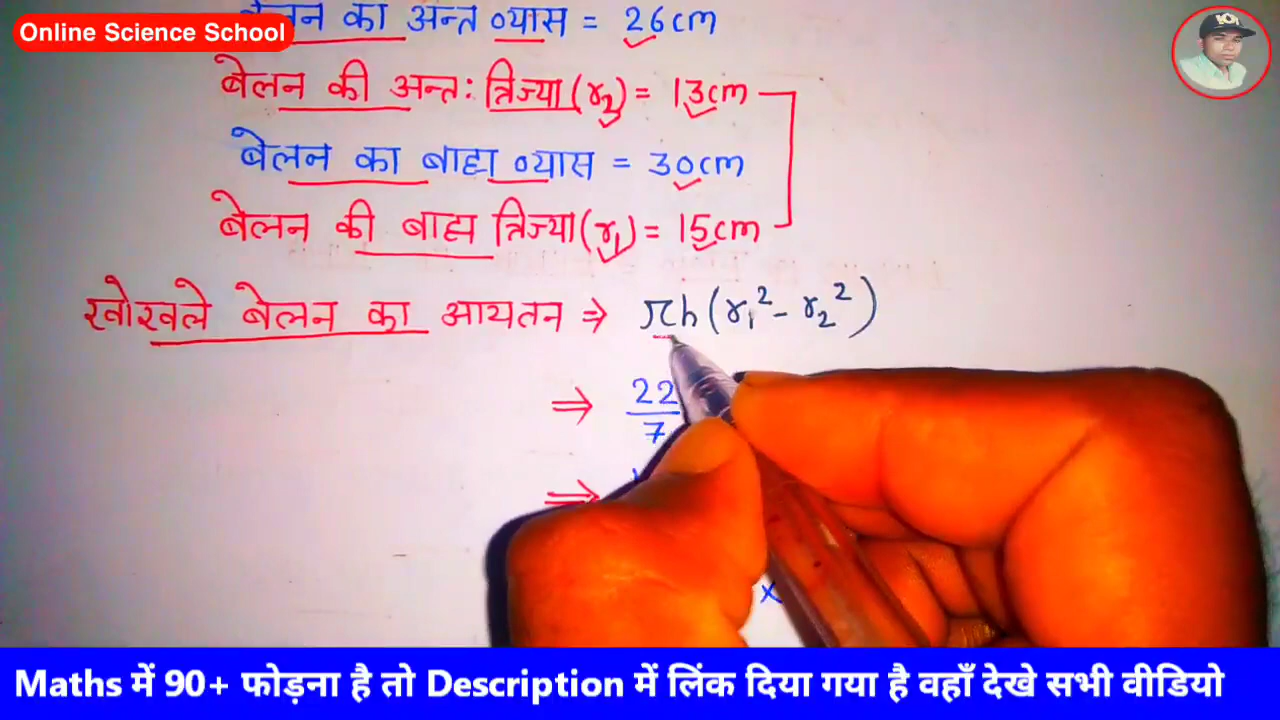 Online Science School
बेलन का अन्त व्यास = 26cm
बेलन की अन्त: त्रिज्या (r2) = 13cm
बेलन का बाह्य व्यास = 30cm
बेलन की बाह्य त्रिज्या (r1) = 15cm
खोखले बेलन का आयतन ⇒ πh(r1² - r2²)
⇒ 22/7
⇒
×
Maths में 90+ फोड़ना है तो Description में लिंक दिया गया है वहाँ देखे सभी वीडियो